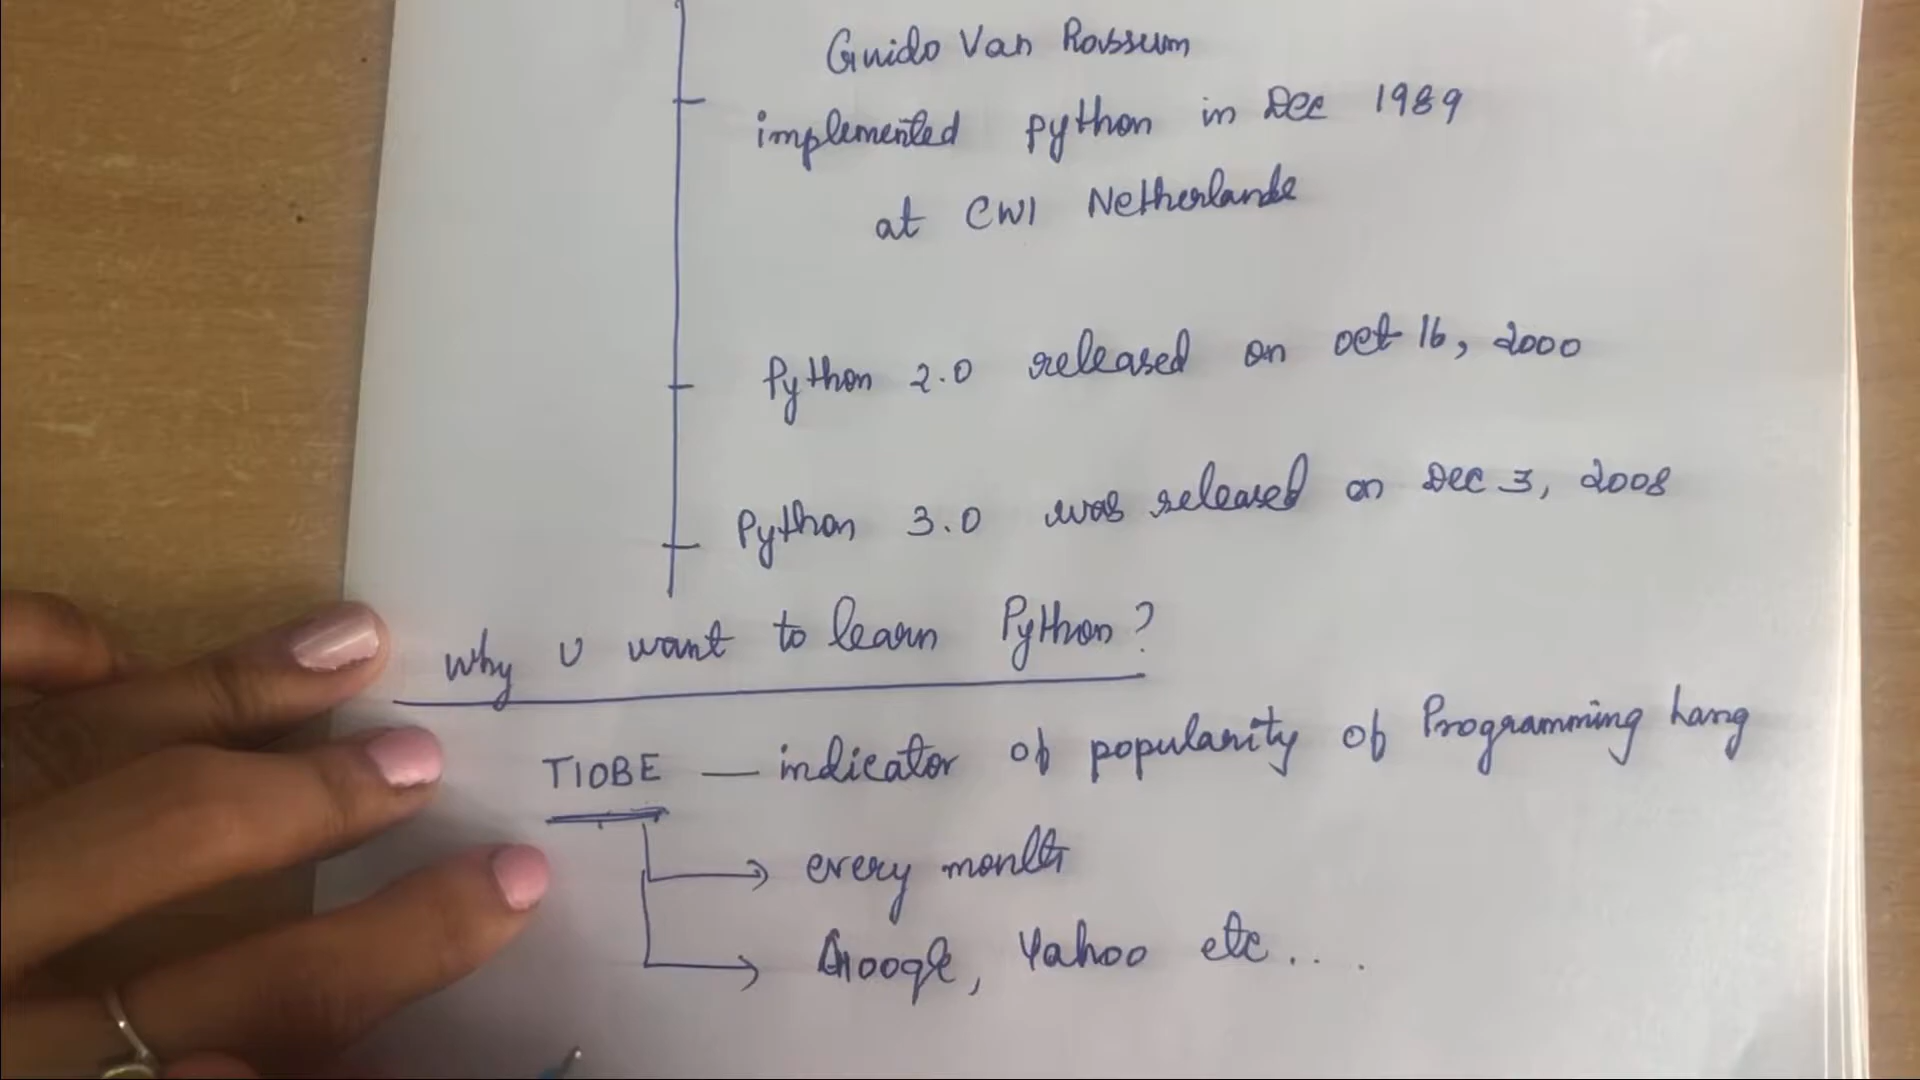 Guido Van Rossum
implemented python in Dec 1989
at CWI Netherlands
Python 2.0 released on oct 16, 2000
Python 3.0 was released on Dec 3, 2008
Why U want to learn Python?
TIOBE — indicator of popularity of Programming Lang
every month
Google, Yahoo etc....